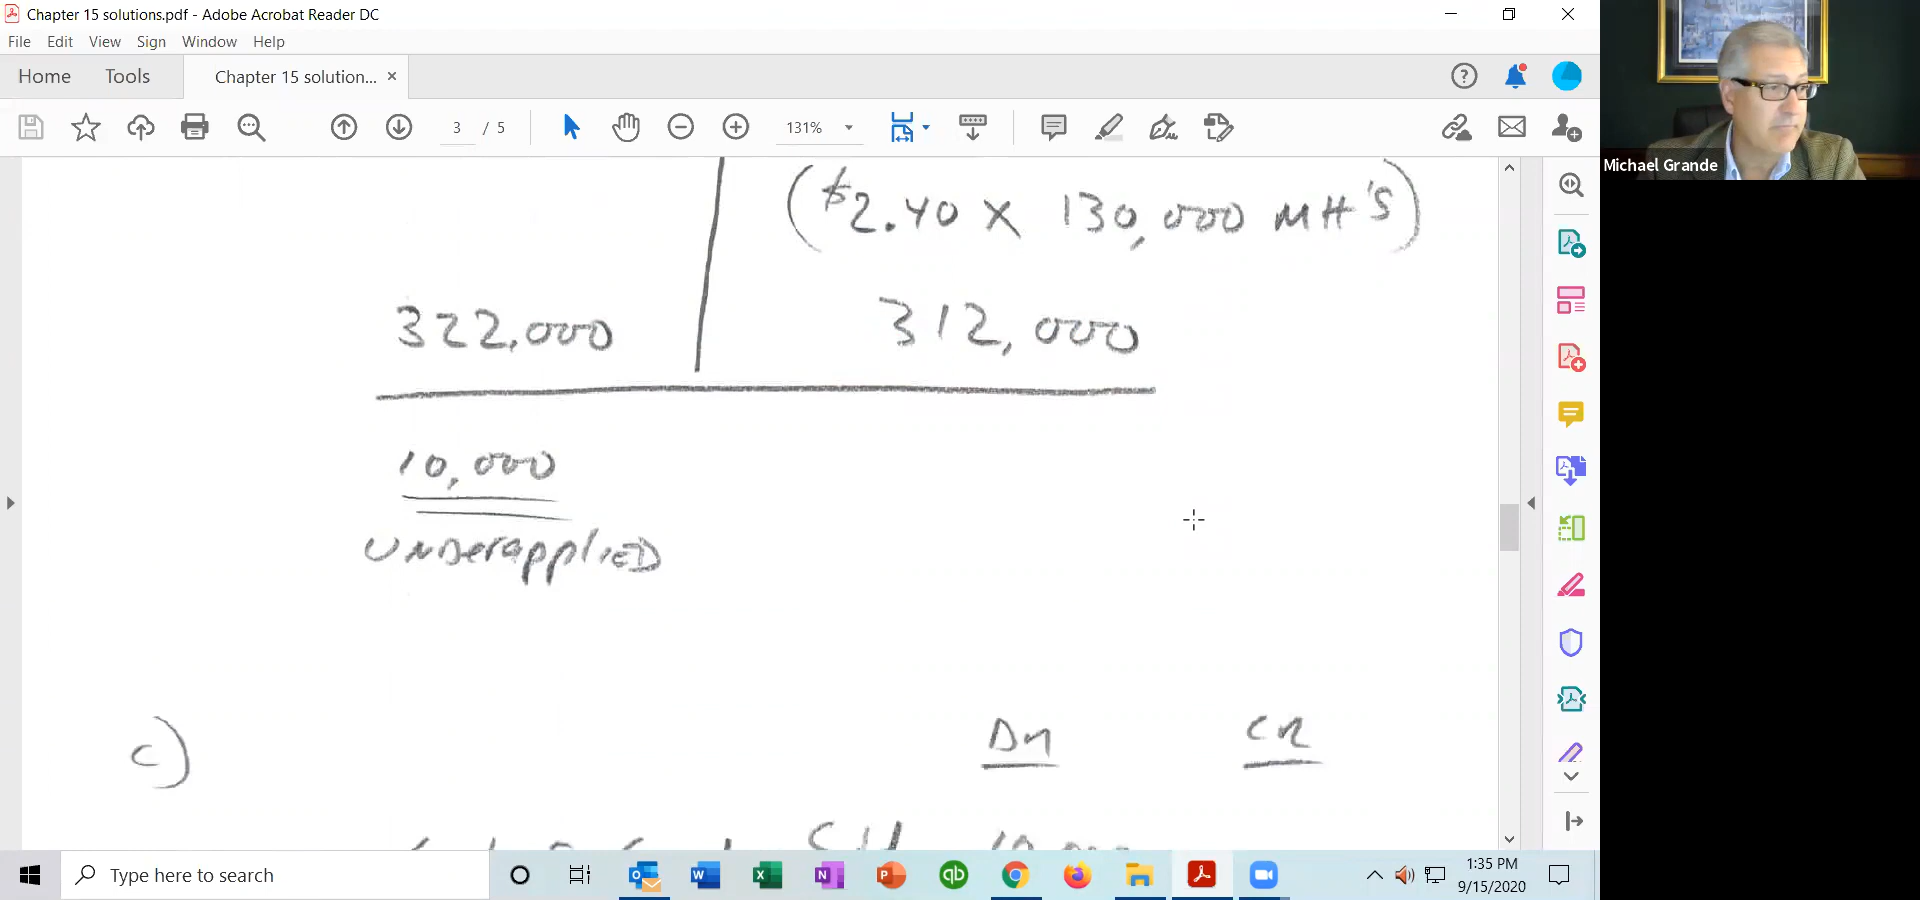 Chapter 15 solutions.pdf - Adobe Acrobat Reader DC
File Edit View Sign Window Help
Home Tools Chapter 15 solution... ×
3 / 5 131%
Michael Grande
($2.40 X 130,000 MH'S)
322,000 312,000
10,000
UNDERAPPLIED
C) DR CR
Type here to search
1:35 PM
9/15/2020